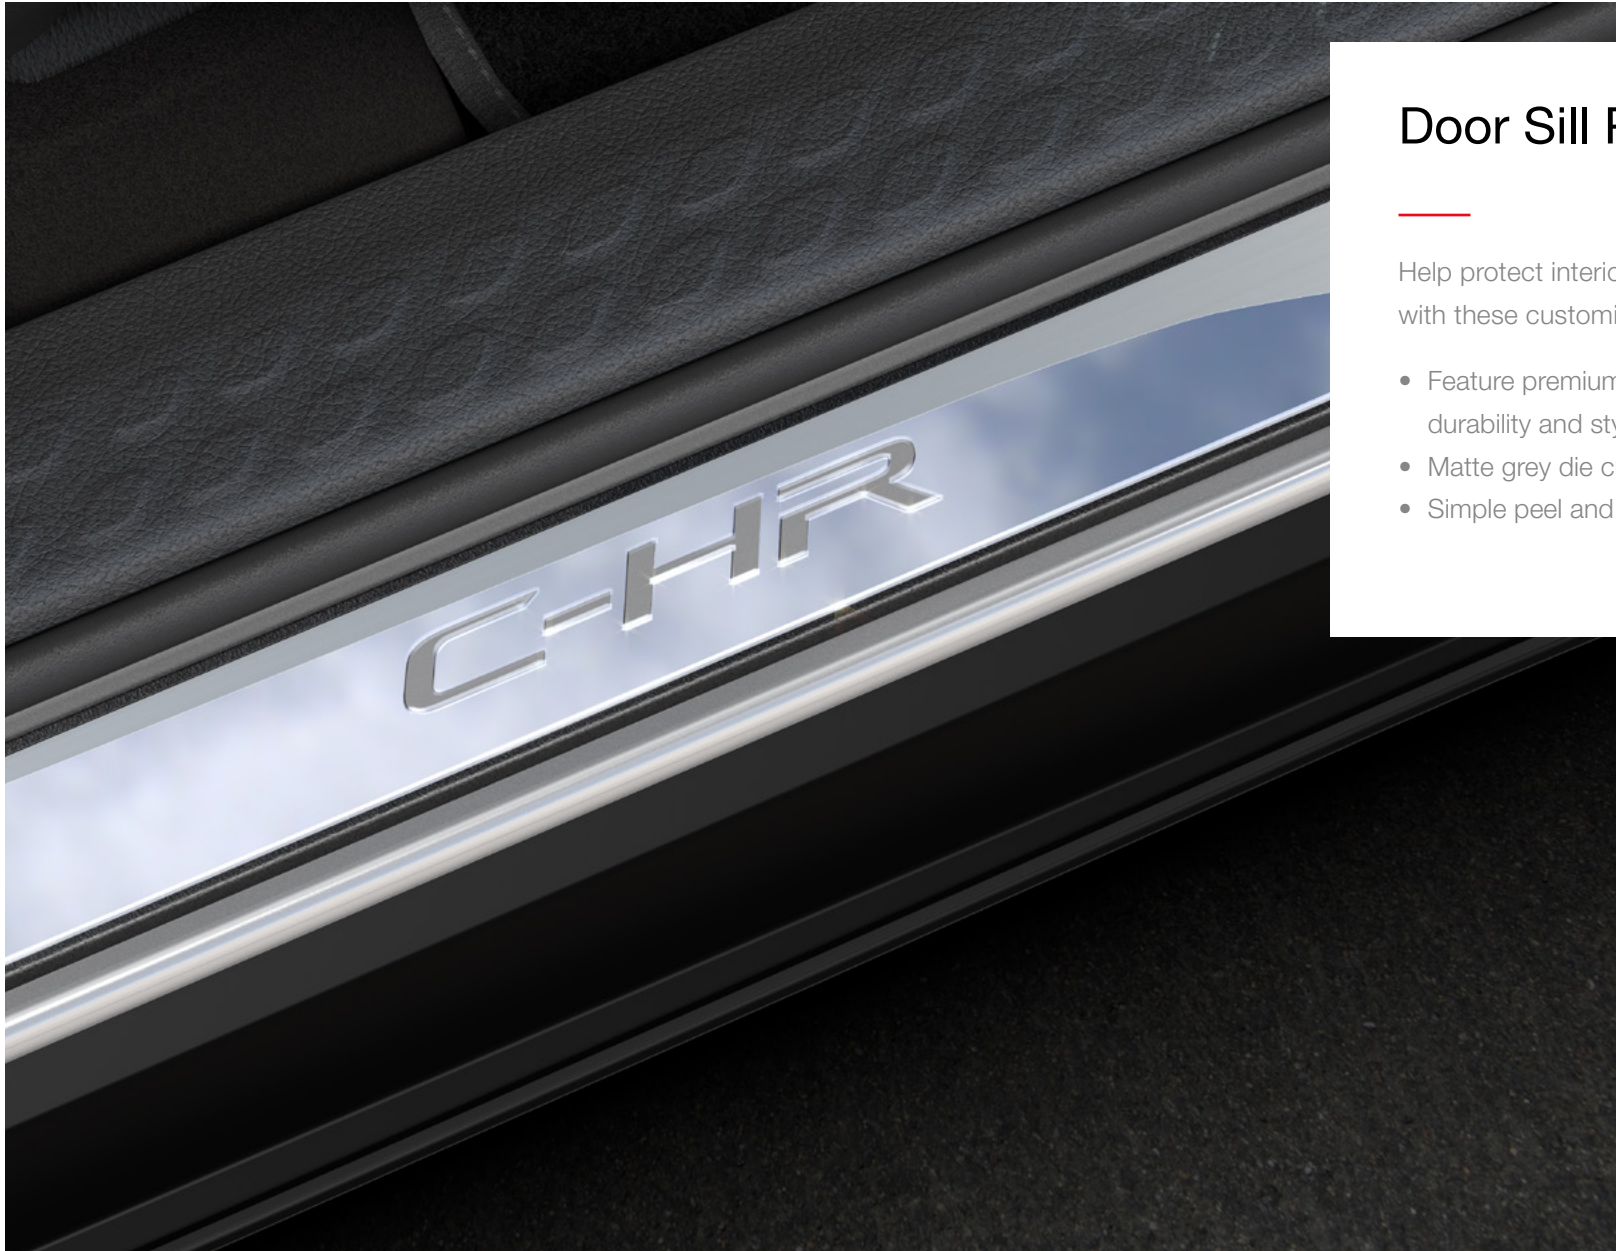 C-HR
Door Sill
Help protect
with these customi
• Feature premium
durability and sty
• Matte grey die c
• Simple peel and